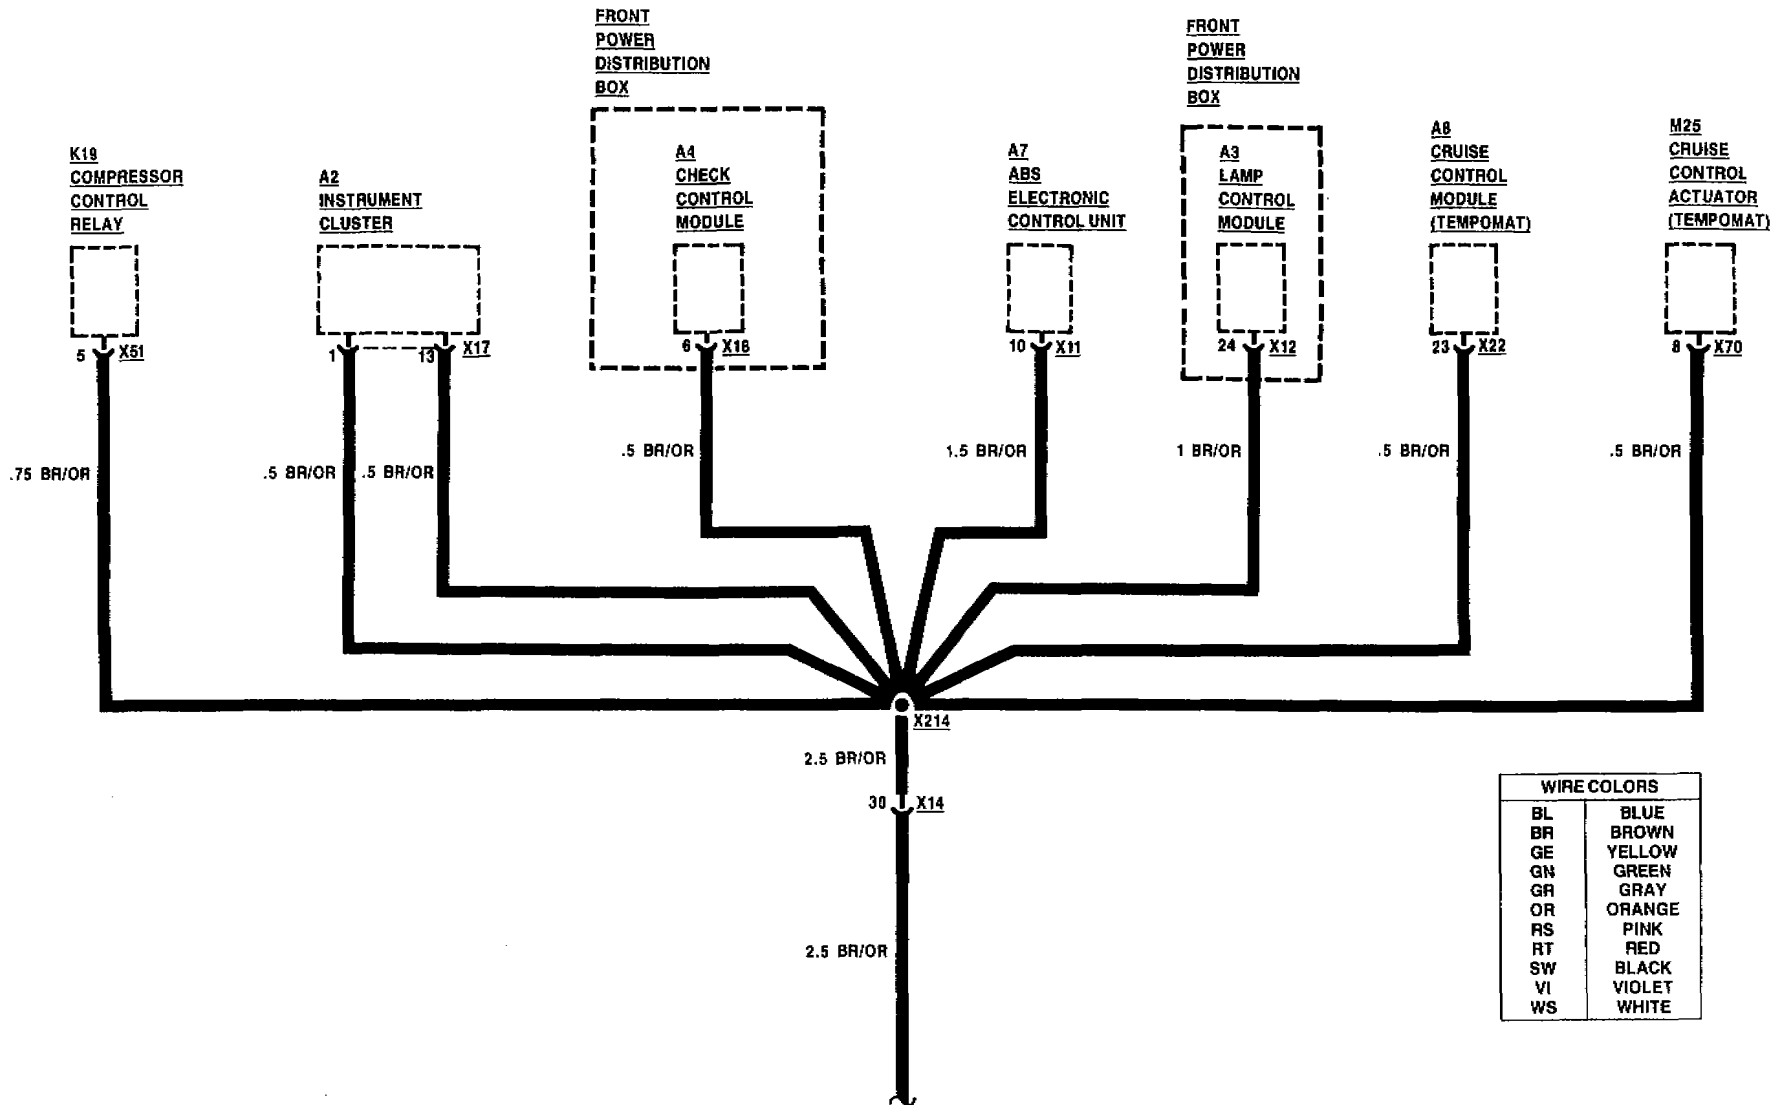 FRONT
POWER
DISTRIBUTION
BOX
FRONT
POWER
DISTRIBUTION
BOX
K19
COMPRESSOR
CONTROL
RELAY
A2
INSTRUMENT
CLUSTER
A4
CHECK
CONTROL
MODULE
A7
ABS
ELECTRONIC
CONTROL UNIT
A3
LAMP
CONTROL
MODULE
A8
CRUISE
CONTROL
MODULE
(TEMPOMAT)
M25
CRUISE
CONTROL
ACTUATOR
(TEMPOMAT)
5 X51
1 13 X17
6 X16
10 X11
24 X12
23 X22
8 X70
.75 BR/OR
.5 BR/OR
.5 BR/OR
.5 BR/OR
1.5 BR/OR
1 BR/OR
.5 BR/OR
.5 BR/OR
X214
2.5 BR/OR
30 X14
2.5 BR/OR
WIRE COLORS
BL BLUE
BR BROWN
GE YELLOW
GN GREEN
GR GRAY
OR ORANGE
RS PINK
RT RED
SW BLACK
VI VIOLET
WS WHITE